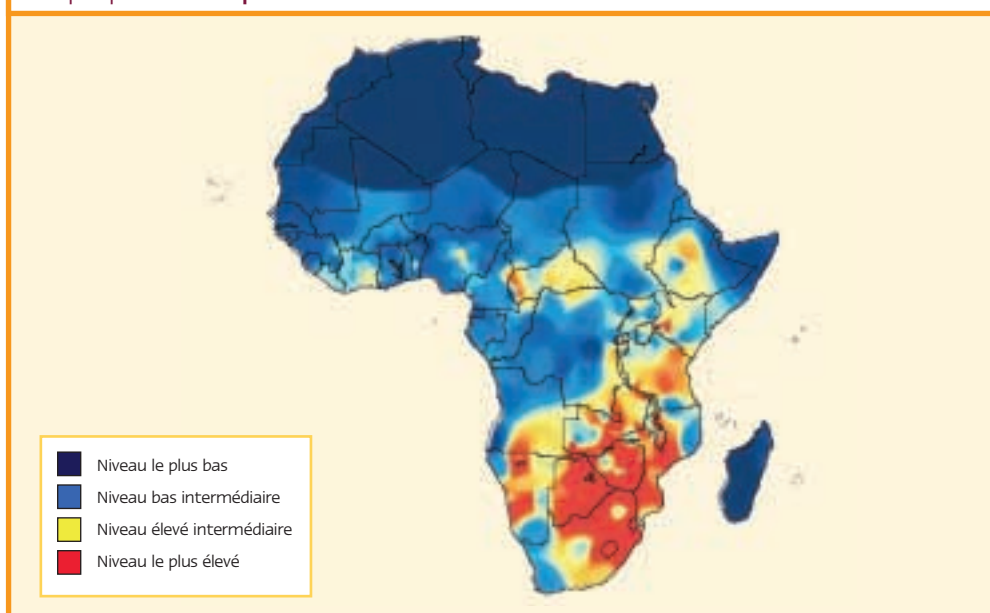 Niveau le plus bas
Niveau bas intermédiaire
Niveau élevé intermédiaire
Niveau le plus élevé